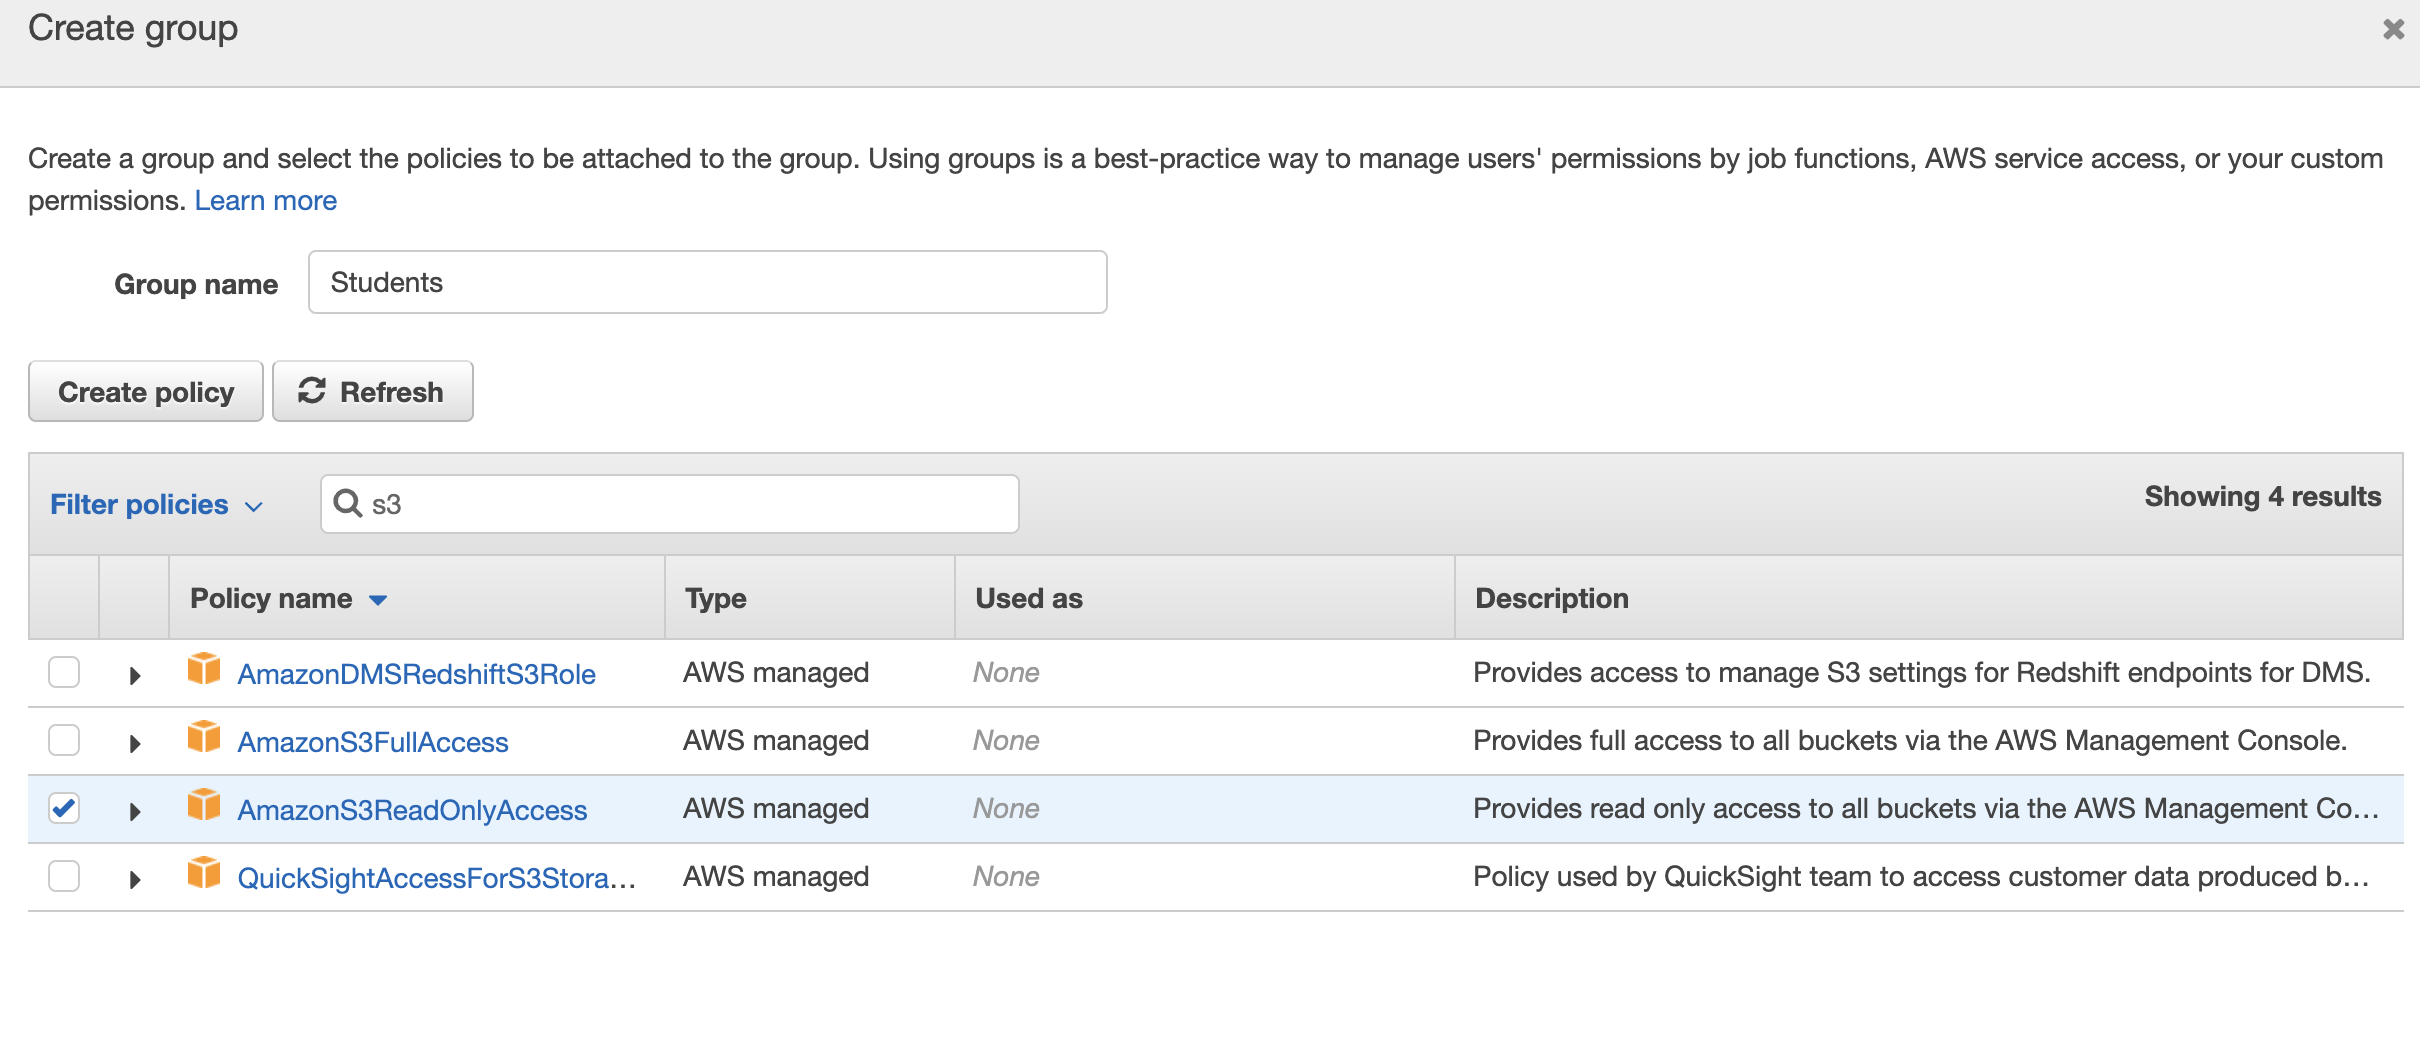 Create group
Create a group and select the policies to be attached to the group. Using groups is a best-practice way to manage users' permissions by job functions, AWS service access, or your custom
permissions. Learn more
Group name Students
Create policy Refresh
Filter policies s3 Showing 4 results
Policy name Type Used as Description
AmazonDMSRedshiftS3Role AWS managed None Provides access to manage S3 settings for Redshift endpoints for DMS.
AmazonS3FullAccess AWS managed None Provides full access to all buckets via the AWS Management Console.
AmazonS3ReadOnlyAccess AWS managed None Provides read only access to all buckets via the AWS Management Co...
QuickSightAccessForS3Stora... AWS managed None Policy used by QuickSight team to access customer data produced b...